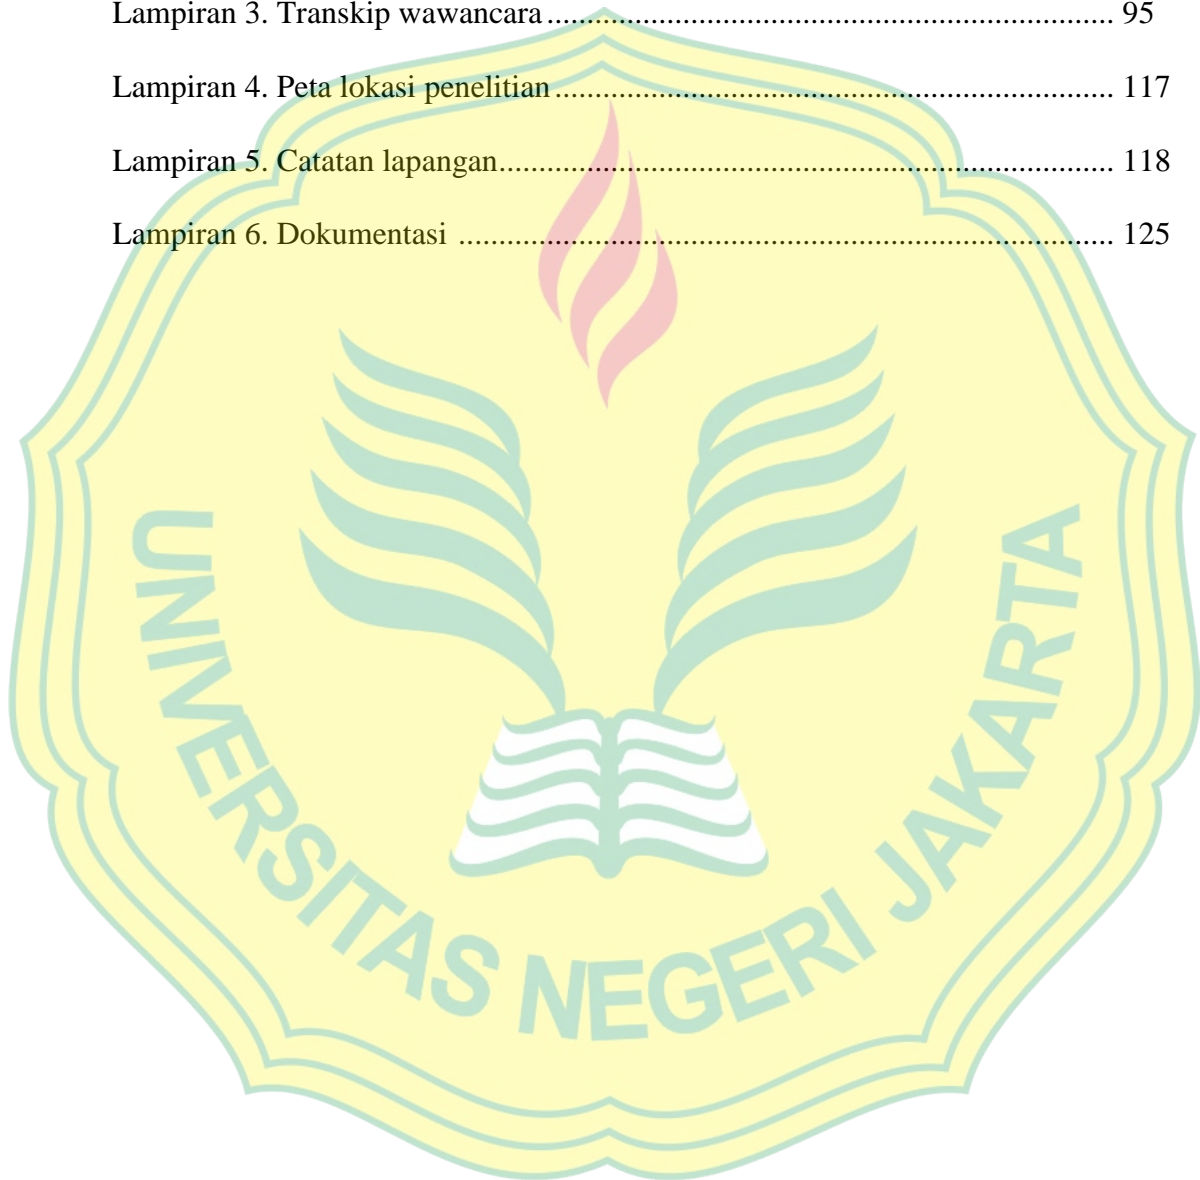 Lampiran 3. Transkip wawancara ........................................................................ 95
Lampiran 4. Peta lokasi penelitian ...................................................................... 117
Lampiran 5. Catatan lapangan............................................................................. 118
Lampiran 6. Dokumentasi .................................................................................. 125
UNIVERSITAS NEGERI JAKARTA